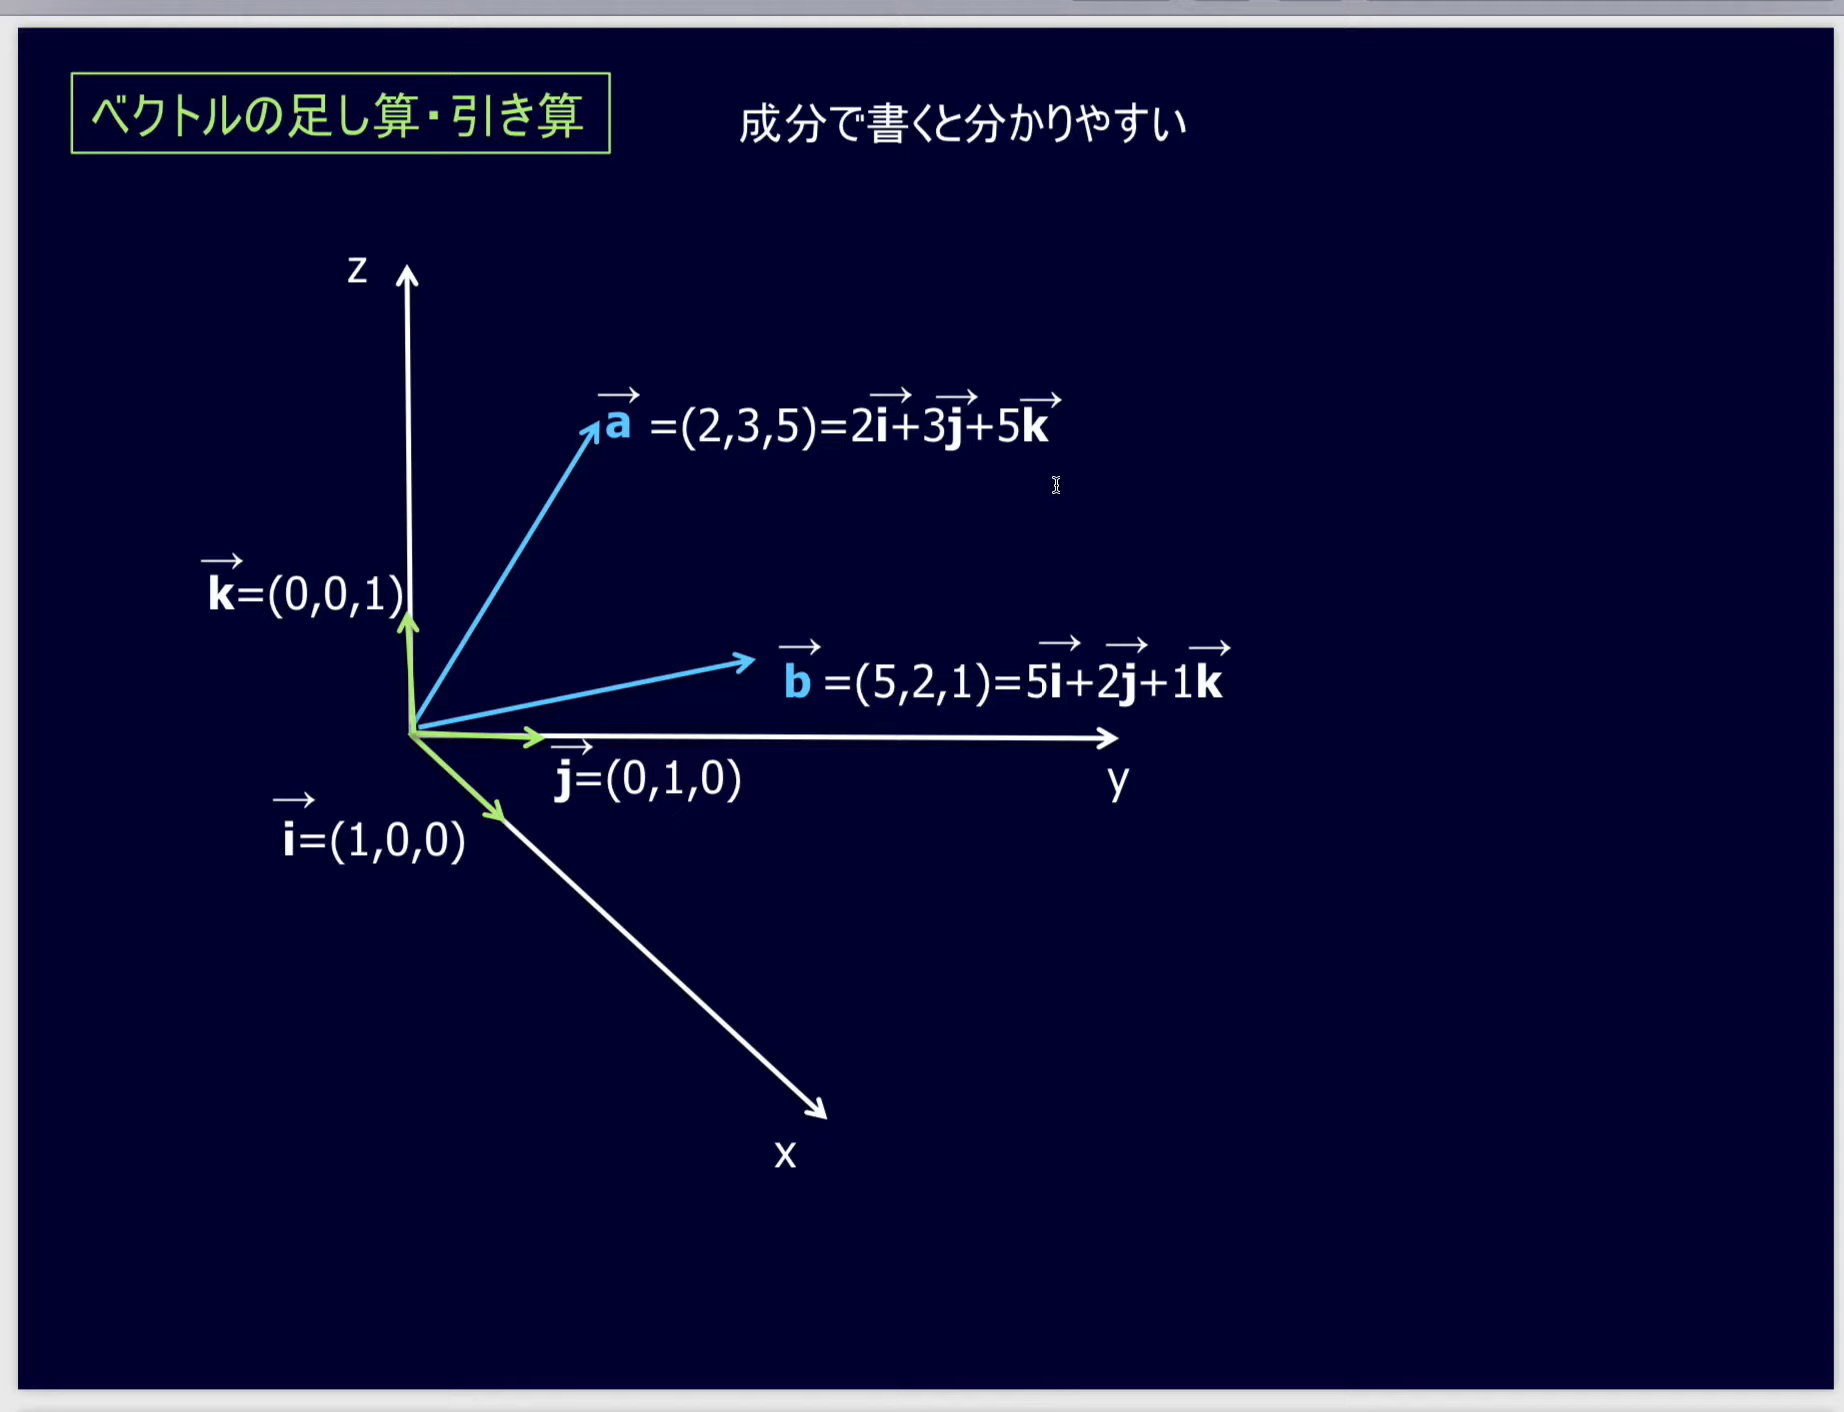 ベクトルの足し算・引き算
成分で書くと分かりやすい
z
a =(2,3,5)=2i+3j+5k
k=(0,0,1)
b =(5,2,1)=5i+2j+1k
j=(0,1,0)
y
i=(1,0,0)
x